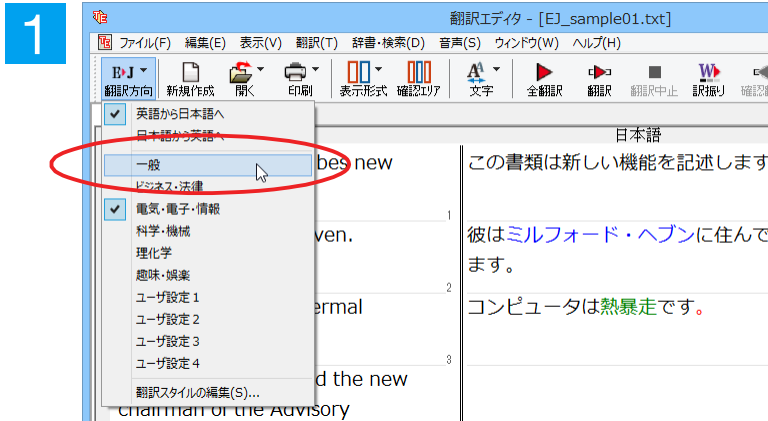 1
翻訳エディタ - [EJ_sample01.txt]
ファイル(F) 編集(E) 表示(V) 翻訳(T) 辞書・検索(D) 音声(S) ウィンドウ(W) ヘルプ(H)
E▸J
翻訳方向 新規作成 開く 印刷 表示形式 確認エリア 文字 全翻訳 翻訳 翻訳中止 訳振り 確認
英語から日本語へ
日本語から英語へ
一般
ビジネス・法律
電気・電子・情報
科学・機械
理化学
趣味・娯楽
ユーザ設定1
ユーザ設定2
ユーザ設定3
ユーザ設定4
翻訳スタイルの編集(S)...
日本語
bes new
1
ven.
2
ermal
3
d the new
chairman of the Advisory
この書類は新しい機能を記述します
彼はミルフォード・ヘブンに住んで
ます。
コンピュータは熱暴走です。